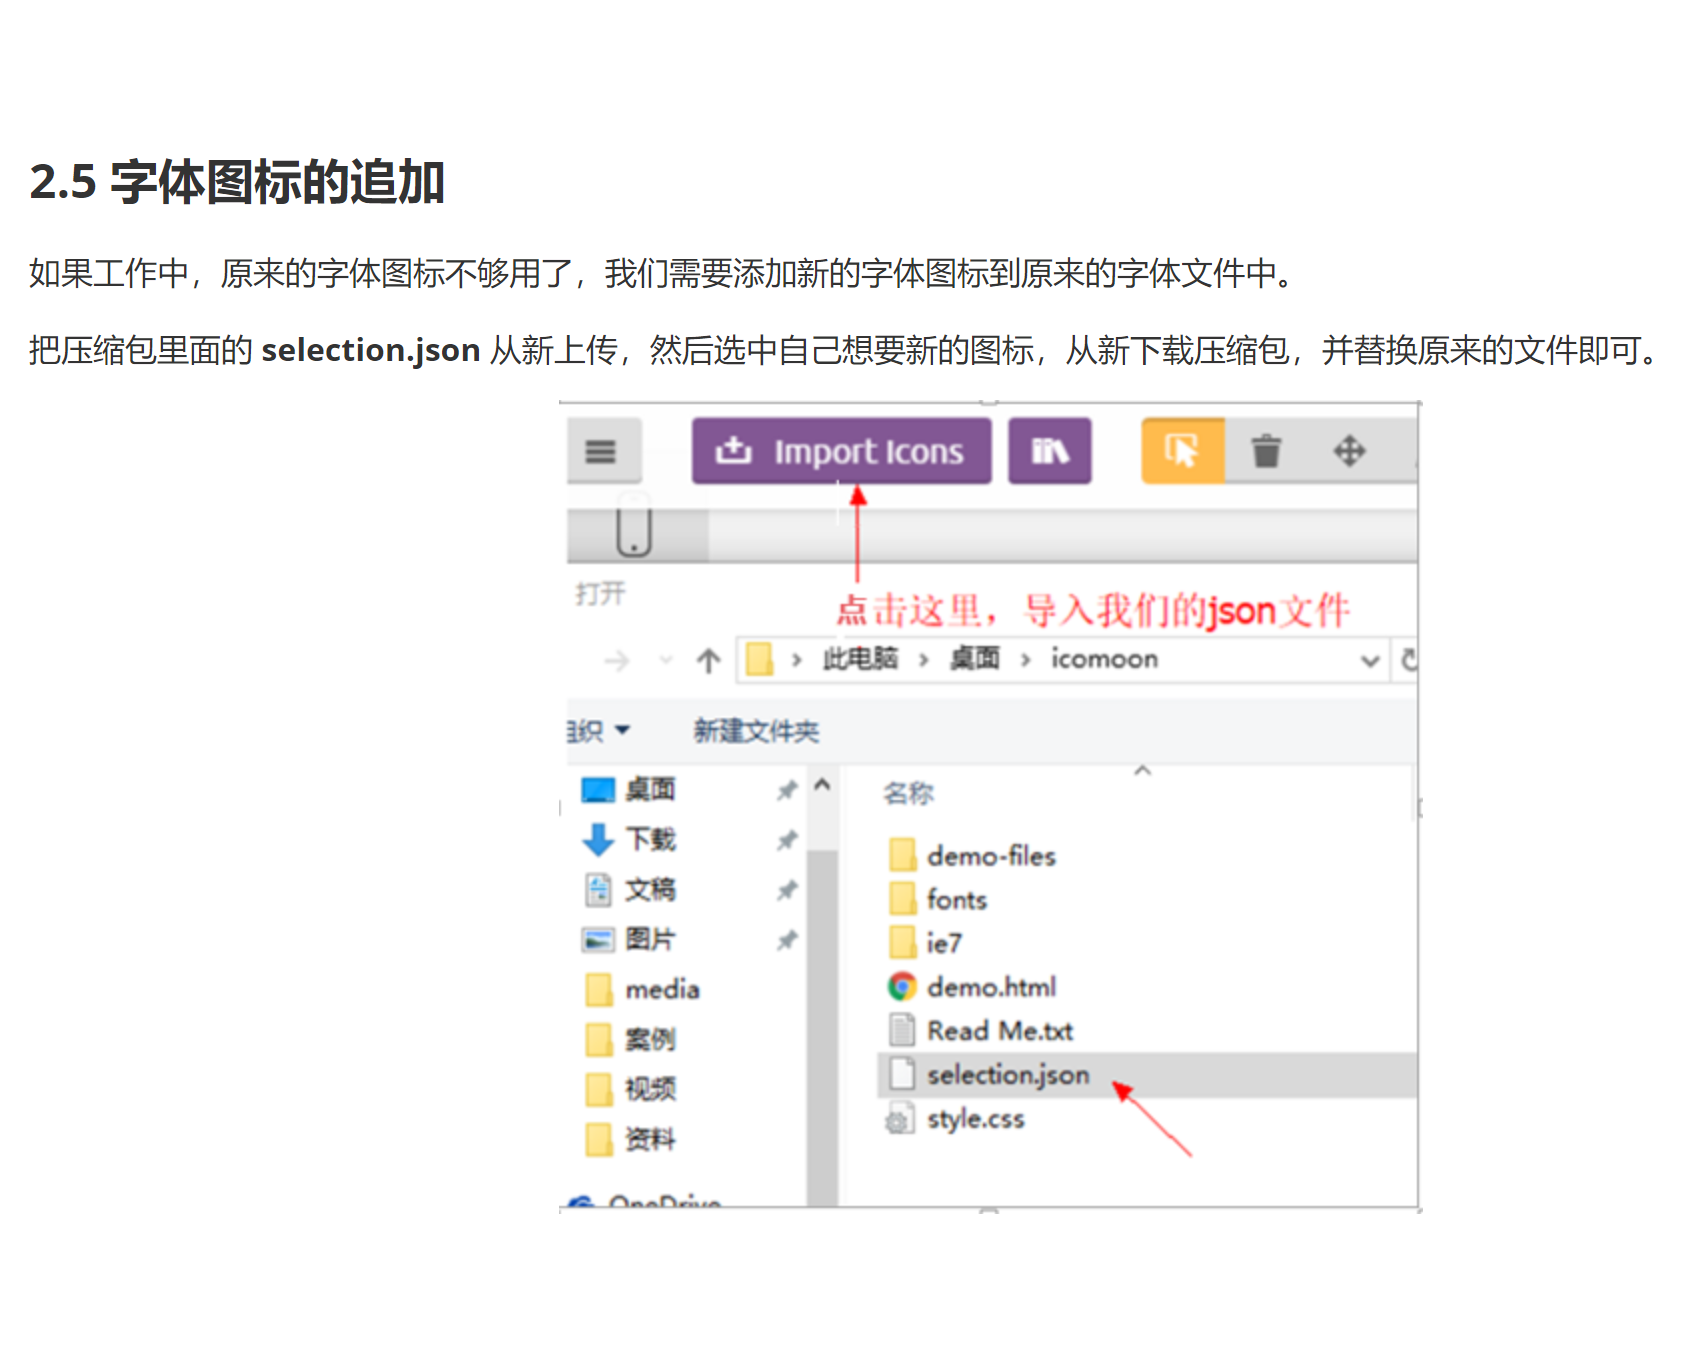 2.5 字体图标的追加
如果工作中，原来的字体图标不够用了，我们需要添加新的字体图标到原来的字体文件中。
把压缩包里面的 selection.json 从新上传，然后选中自己想要新的图标，从新下载压缩包，并替换原来的文件即可。
Import Icons
打开
点击这里，导入我们的json文件
此电脑 › 桌面 › icomoon
组织 新建文件夹
桌面
下载
文稿
图片
media
案例
视频
资料
OneDrive
名称
demo-files
fonts
ie7
demo.html
Read Me.txt
selection.json
style.css